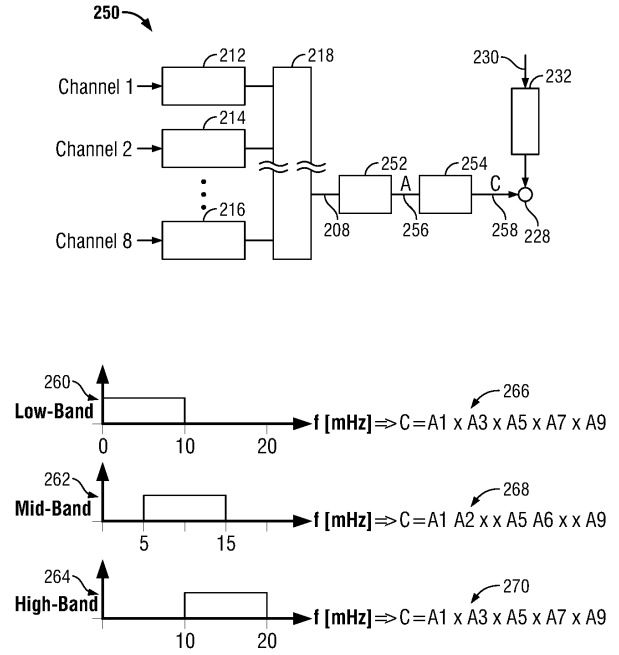 250
212
218
Channel 1
230
232
214
Channel 2
252
254
A
C
216
Channel 8
208
256
258
228
260
266
Low-Band
f [mHz]=>C=A1 x A3 x A5 x A7 x A9
0 10 20
262
268
Mid-Band
f [mHz]=>C=A1 A2 x x A5 A6 x x A9
5 15
264
270
High-Band
f [mHz]=>C=A1 x A3 x A5 x A7 x A9
10 20